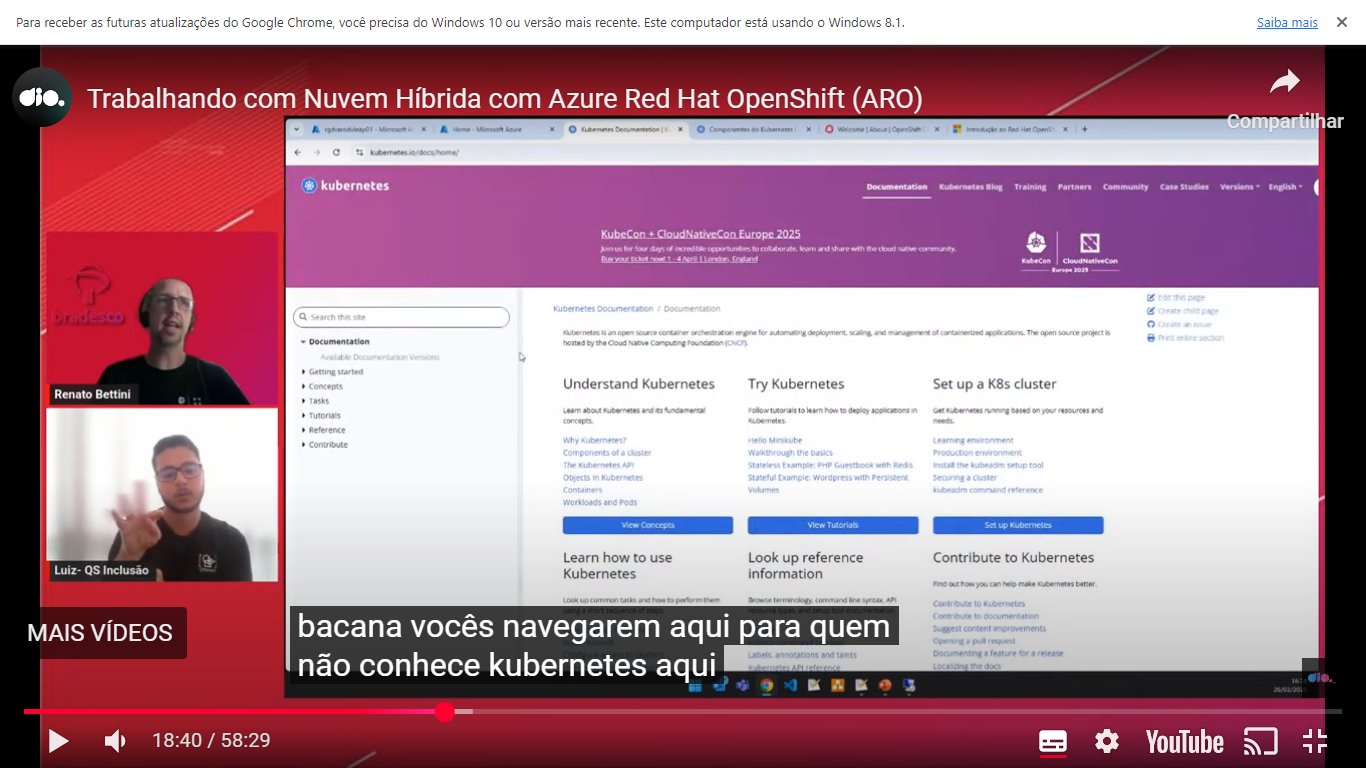 Para receber as futuras atualizações do Google Chrome, você precisa do Windows 10 ou versão mais recente. Este computador está usando o Windows 8.1.
Saiba mais
dio.
Trabalhando com Nuvem Híbrida com Azure Red Hat OpenShift (ARO)
Compartilhar
Home - Microsoft Azure
Kubernetes Documentation | K
Componentes do Kubernetes |
Welcome | About | OpenShift
kubernetes.io/docs/home/
kubernetes
Documentation
Kubernetes Blog
Training
Partners
Community
Case Studies
Versions
English
KubeCon + CloudNativeCon Europe 2025
Join us for four days of incredible opportunities to collaborate, learn and share with the cloud native community.
Buy your ticket now! 1 - 4 April | London, England
KubeCon
CloudNativeCon
Europe 2025
bradesco
Renato Bettini
Luiz- QS Inclusão
Search this site
Documentation
Available Documentation Versions
Getting started
Concepts
Tasks
Tutorials
Reference
Contribute
Kubernetes Documentation / Documentation
Kubernetes is an open source container orchestration engine for automating deployment, scaling, and management of containerized applications. The open source project is
hosted by the Cloud Native Computing Foundation (CNCF).
Edit this page
Create child page
Create an issue
Print entire section
Understand Kubernetes
Learn about Kubernetes and its fundamental
concepts.
Why Kubernetes?
Components of a cluster
The Kubernetes API
Objects in Kubernetes
Containers
Workloads and Pods
View Concepts
Try Kubernetes
Follow tutorials to learn how to deploy applications in
Kubernetes.
Hello Minikube
Walkthrough the basics
Stateless Example: PHP Guestbook with Redis
Stateful Example: Wordpress with Persistent
Volumes
View Tutorials
Set up a K8s cluster
Get Kubernetes running based on your resources and
needs.
Learning environment
Production environment
Install the kubeadm setup tool
Securing a cluster
kubeadm command reference
Set up Kubernetes
Learn how to use
Kubernetes
Look up common tasks and how to perform them
using a short sequence of steps.
Look up reference
information
Browse terminology, command line syntax, API
resource types, and setup tool documentation.
Labels, annotations and taints
Kubernetes API reference
Contribute to Kubernetes
Find out how you can help make Kubernetes better.
Contribute to Kubernetes
Contribute to documentation
Suggest content improvements
Opening a pull request
Documenting a feature for a release
Localizing the docs
bacana vocês navegarem aqui para quem
não conhece kubernetes aqui
MAIS VÍDEOS
dio.
18:40 / 58:29
YouTube